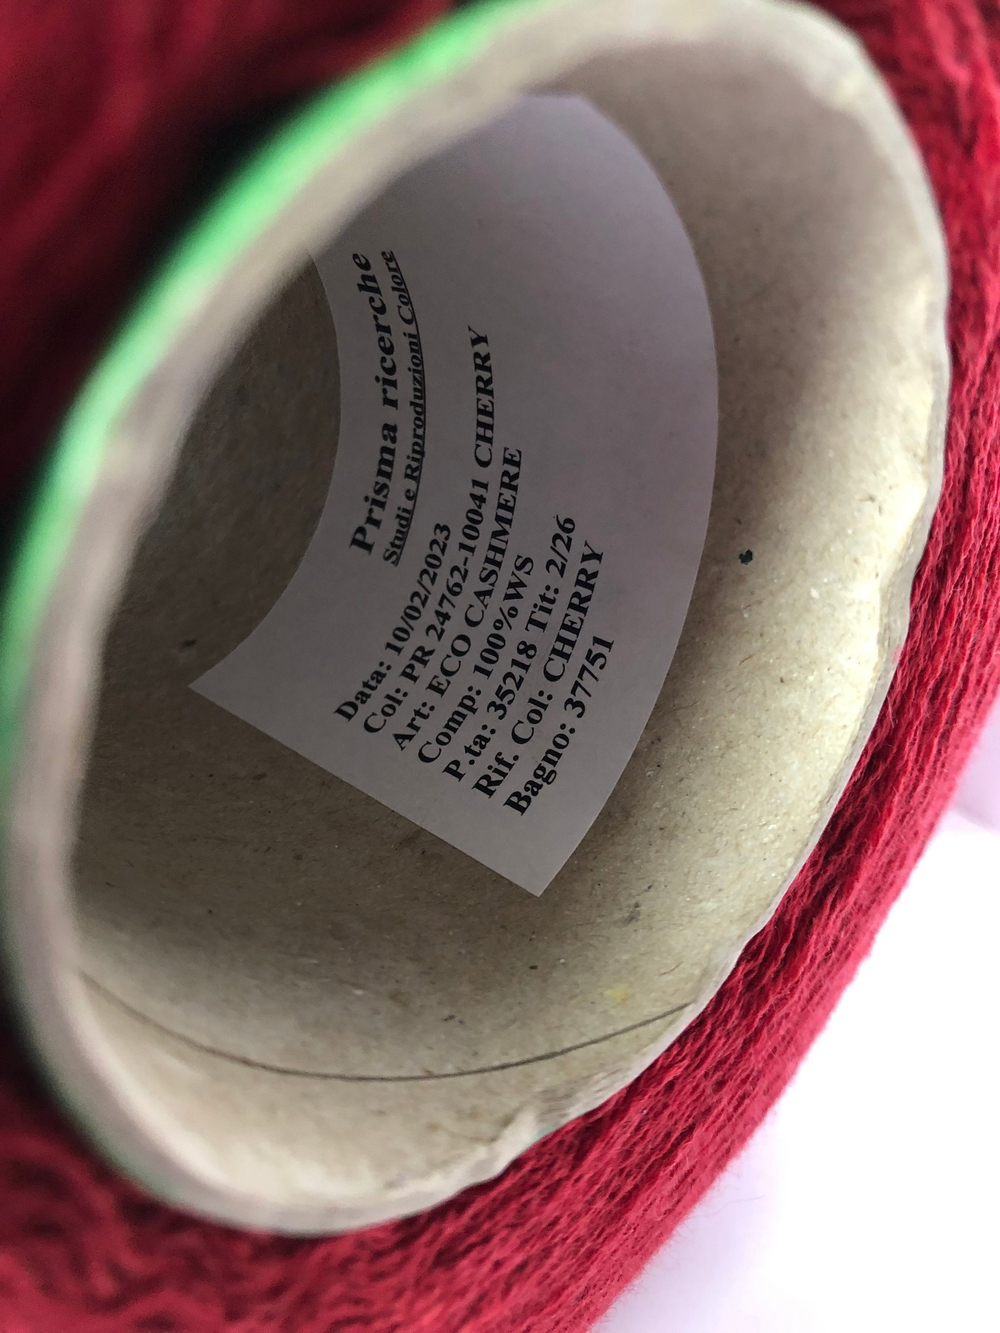 Prisma ricerche
Studi e Riproduzioni Colore
Data: 10/02/2023
Col: PR 24762-10041 CHERRY
Art: ECO CASHMERE
Comp: 100%WS
P.ta: 35218 Tit: 2/26
Rif. Col: CHERRY
Bagno: 37751